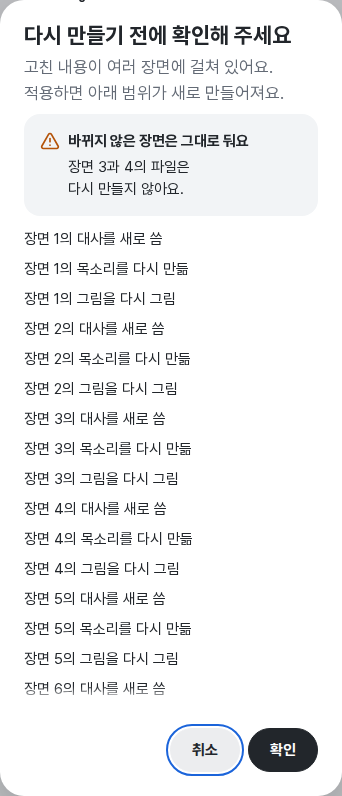 다시 만들기 전에 확인해 주세요
고친 내용이 여러 장면에 걸쳐 있어요.
적용하면 아래 범위가 새로 만들어져요.
바뀌지 않은 장면은 그대로 둬요
장면 3과 4의 파일은
다시 만들지 않아요.
장면 1의 대사를 새로 씀
장면 1의 목소리를 다시 만듦
장면 1의 그림을 다시 그림
장면 2의 대사를 새로 씀
장면 2의 목소리를 다시 만듦
장면 2의 그림을 다시 그림
장면 3의 대사를 새로 씀
장면 3의 목소리를 다시 만듦
장면 3의 그림을 다시 그림
장면 4의 대사를 새로 씀
장면 4의 목소리를 다시 만듦
장면 4의 그림을 다시 그림
장면 5의 대사를 새로 씀
장면 5의 목소리를 다시 만듦
장면 5의 그림을 다시 그림
장면 6의 대사를 새로 씀
취소
확인